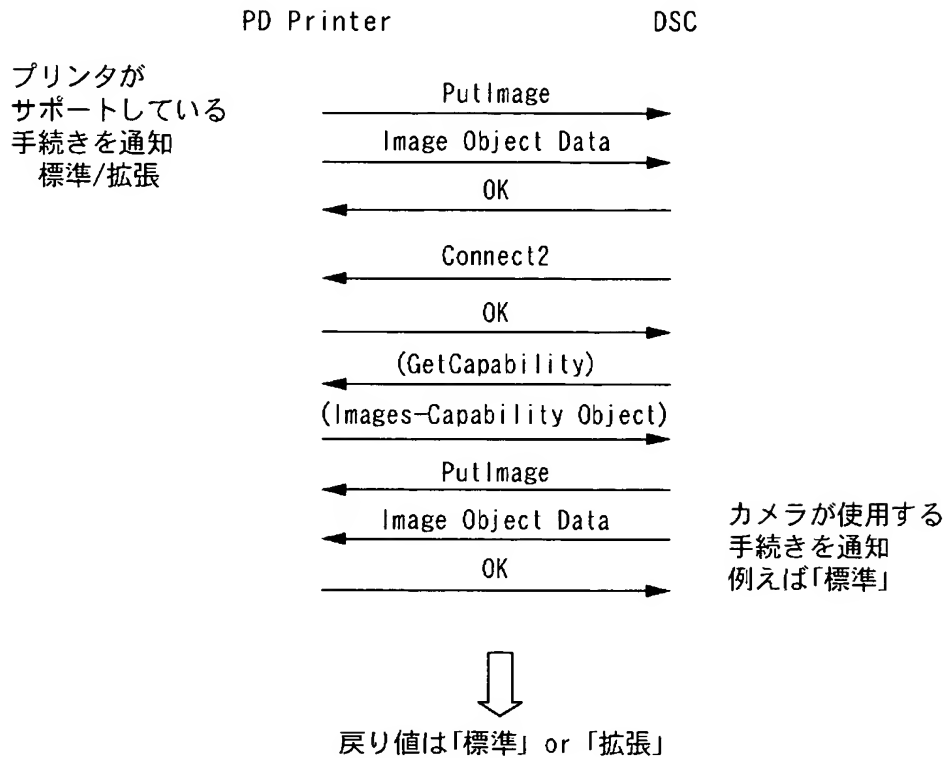 PD Printer
DSC
プリンタが
サポートしている
手続きを通知
標準/拡張
PutImage
Image Object Data
OK
Connect2
OK
(GetCapability)
(Images-Capability Object)
PutImage
Image Object Data
OK
カメラが使用する
手続きを通知
例えば「標準」
戻り値は「標準」 or 「拡張」